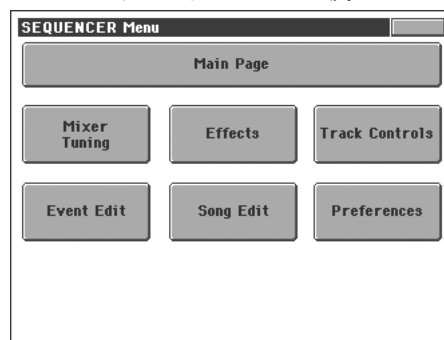 SEQUENCER Menu
Main Page
Mixer
Tuning
Effects
Track Controls
Event Edit
Song Edit
Preferences